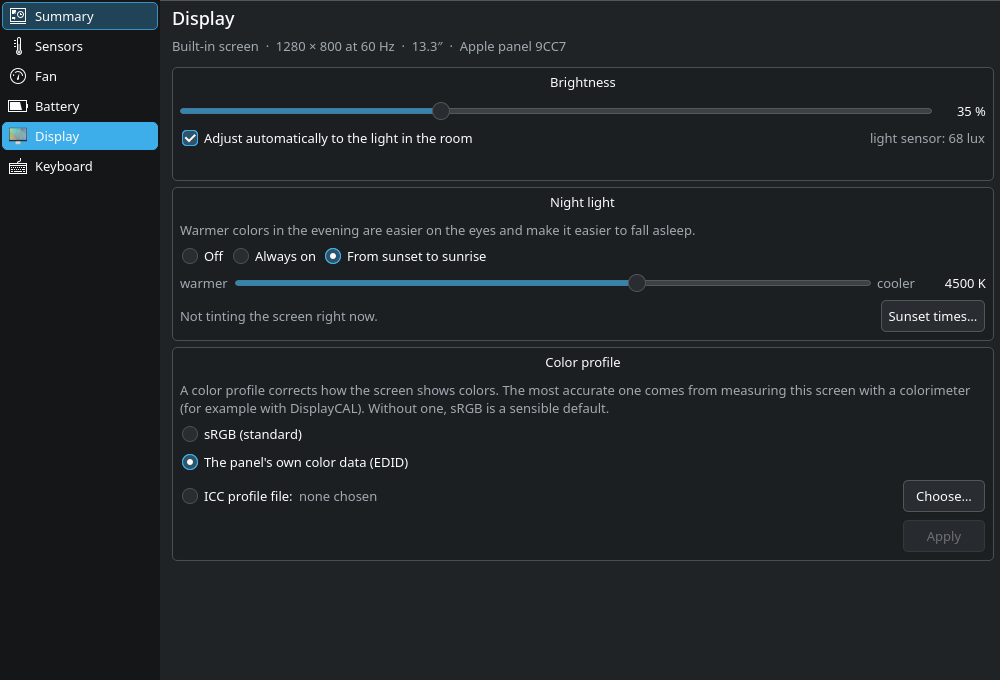 Summary
Sensors
Fan
Battery
Display
Keyboard
Display
Built-in screen · 1280 × 800 at 60 Hz · 13.3″ · Apple panel 9CC7
Brightness
35 %
Adjust automatically to the light in the room
light sensor: 68 lux
Night light
Warmer colors in the evening are easier on the eyes and make it easier to fall asleep.
Off Always on From sunset to sunrise
warmer cooler 4500 K
Not tinting the screen right now.
Sunset times...
Color profile
A color profile corrects how the screen shows colors. The most accurate one comes from measuring this screen with a colorimeter
(for example with DisplayCAL). Without one, sRGB is a sensible default.
sRGB (standard)
The panel's own color data (EDID)
ICC profile file: none chosen
Choose...
Apply